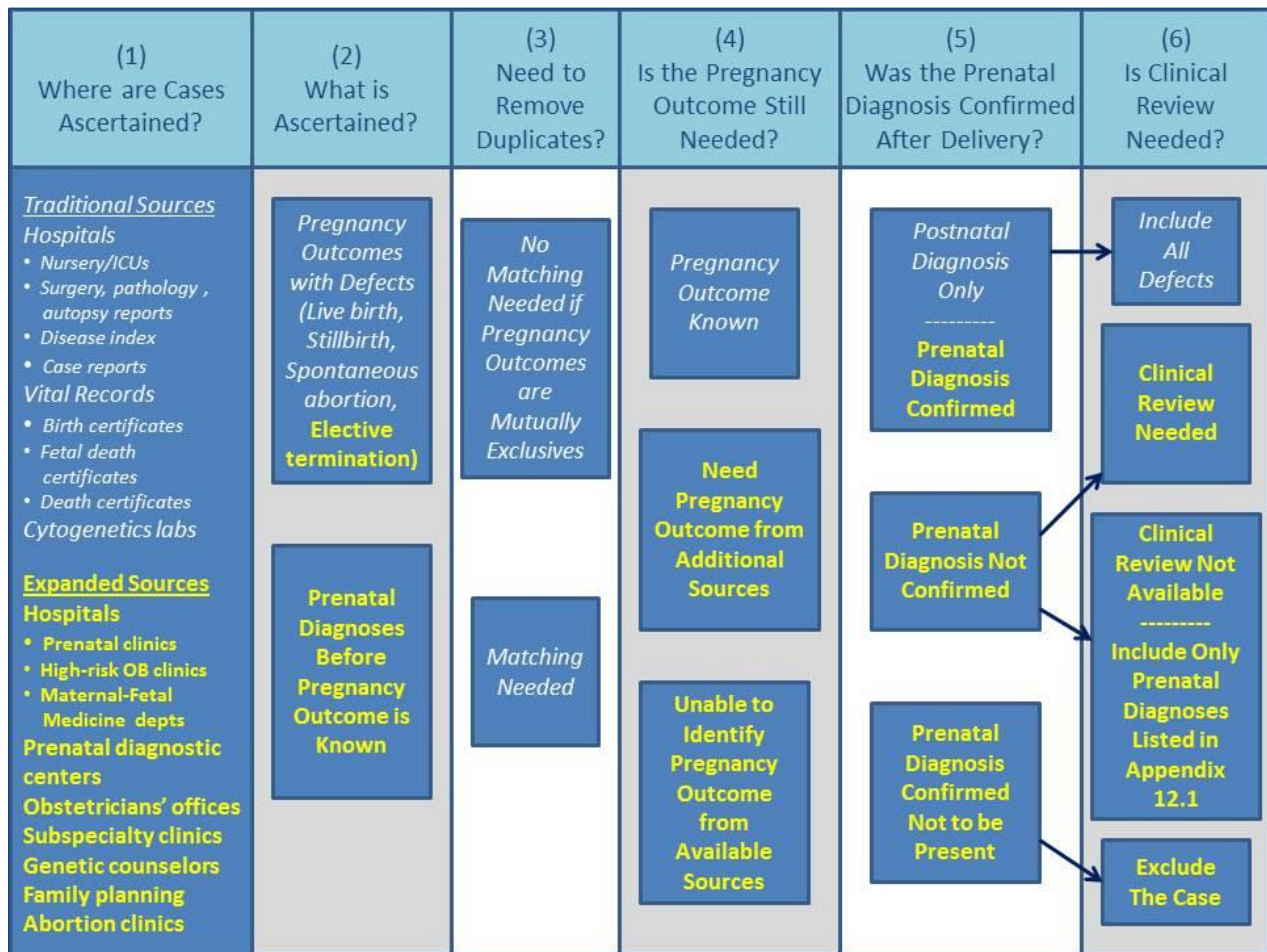 (1)
Where are Cases
Ascertained?
(2)
What is
Ascertained?
(3)
Need to
Remove
Duplicates?
(4)
Is the Pregnancy
Outcome Still
Needed?
(5)
Was the Prenatal
Diagnosis Confirmed
After Delivery?
(6)
Is Clinical
Review
Needed?
Traditional Sources
Hospitals
• Nursery/ICUs
• Surgery, pathology ,
autopsy reports
• Disease index
• Case reports
Vital Records
• Birth certificates
• Fetal death
certificates
• Death certificates
Cytogenetics labs
Expanded Sources
Hospitals
• Prenatal clinics
• High-risk OB clinics
• Maternal-Fetal
Medicine depts
Prenatal diagnostic
centers
Obstetricians’ offices
Subspecialty clinics
Genetic counselors
Family planning
Abortion clinics
Pregnancy
Outcomes
with Defects
(Live birth,
Stillbirth,
Spontaneous
abortion,
Elective
termination)
Prenatal
Diagnoses
Before
Pregnancy
Outcome is
Known
No
Matching
Needed if
Pregnancy
Outcomes
are
Mutually
Exclusives
Matching
Needed
Pregnancy
Outcome
Known
Need
Pregnancy
Outcome from
Additional
Sources
Unable to
Identify
Pregnancy
Outcome
from
Available
Sources
Postnatal
Diagnosis
Only
---------
Prenatal
Diagnosis
Confirmed
Prenatal
Diagnosis Not
Confirmed
Prenatal
Diagnosis
Confirmed
Not to be
Present
Include
All
Defects
Clinical
Review
Needed
Clinical
Review Not
Available
---------
Include Only
Prenatal
Diagnoses
Listed in
Appendix
12.1
Exclude
The Case